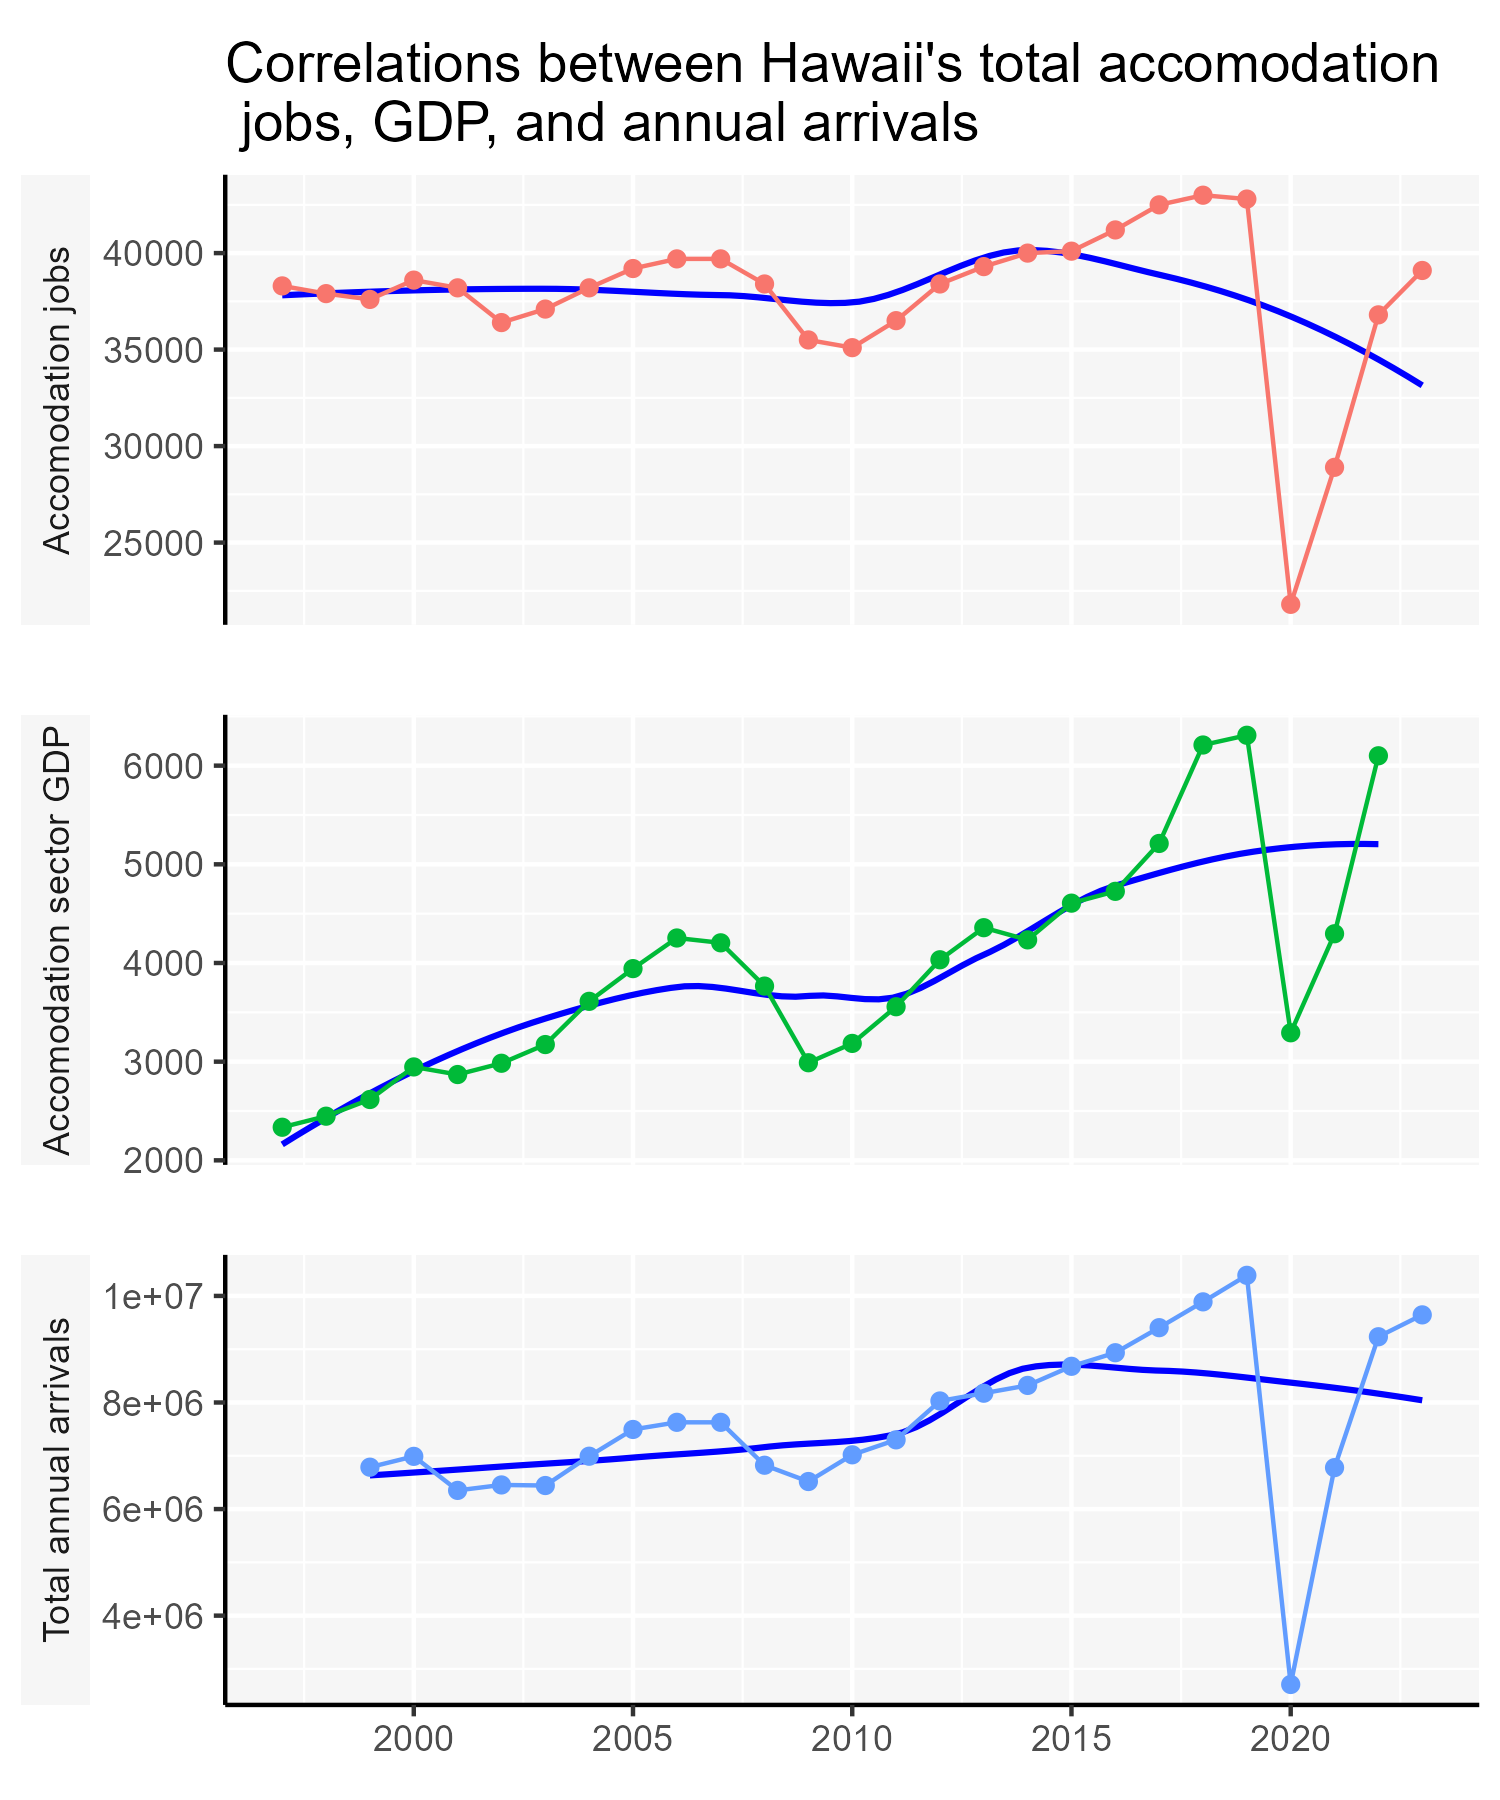 Correlations between Hawaii's total accomodation
jobs, GDP, and annual arrivals
Accomodation jobs
40000
35000
30000
25000
Accomodation sector GDP
6000
5000
4000
3000
2000
Total annual arrivals
1e+07
8e+06
6e+06
4e+06
2000 2005 2010 2015 2020